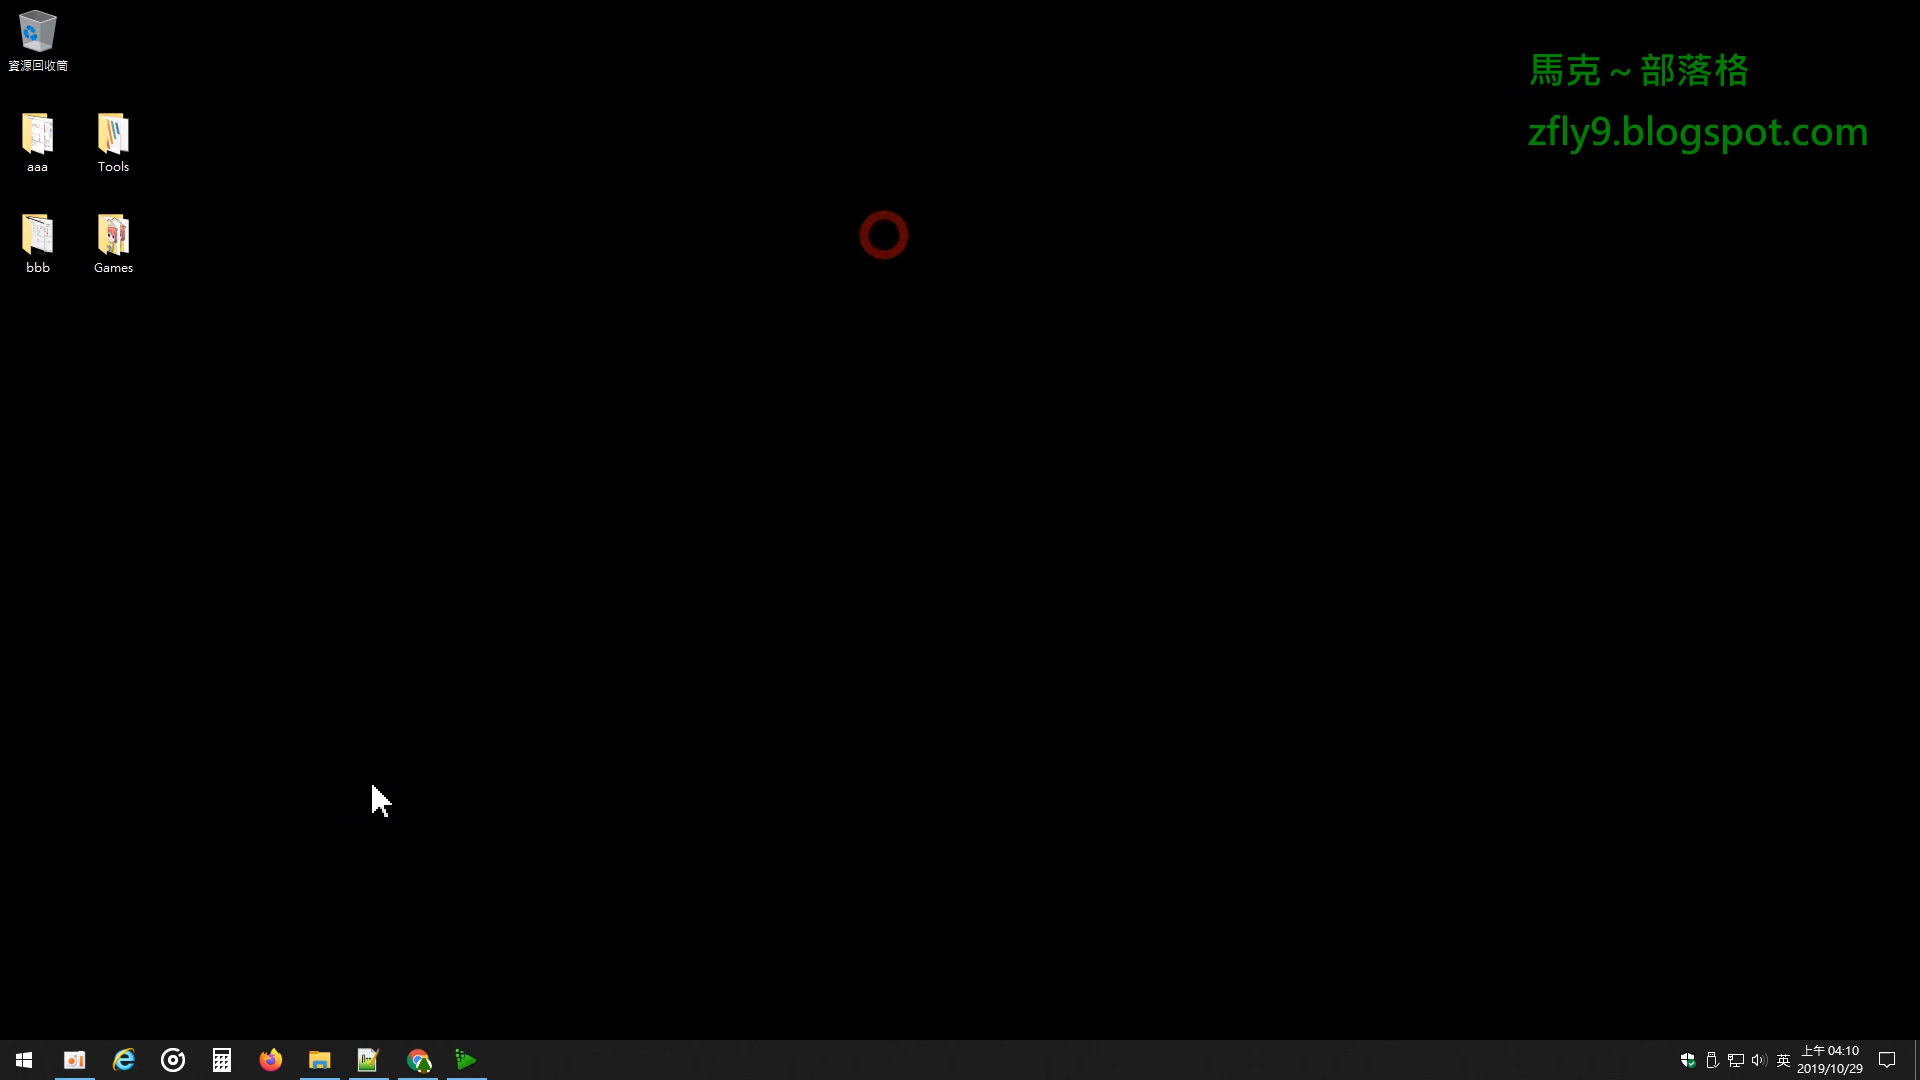 資源回收筒
馬克～部落格
zfly9.blogspot.com
aaa
Tools
bbb
Games
英
上午 04:10
2019/10/29